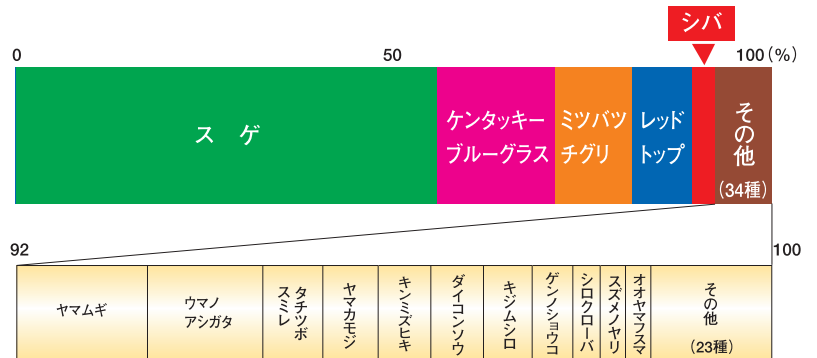 シバ
0
50
100(%)
スゲ
ケンタッキー
ブルーグラス
ミツバツ
チグリ
レッド
トップ
その他
(34種)
92
100
ヤマムギ
ウマノ
アシガタ
タチツボ
スミレ
ヤマカモジ
キンミズヒキ
ダイコンソウ
キジムシロ
ゲンノショウコ
シロクローバ
スズメノヤリ
オオヤマフスマ
その他
(23種)